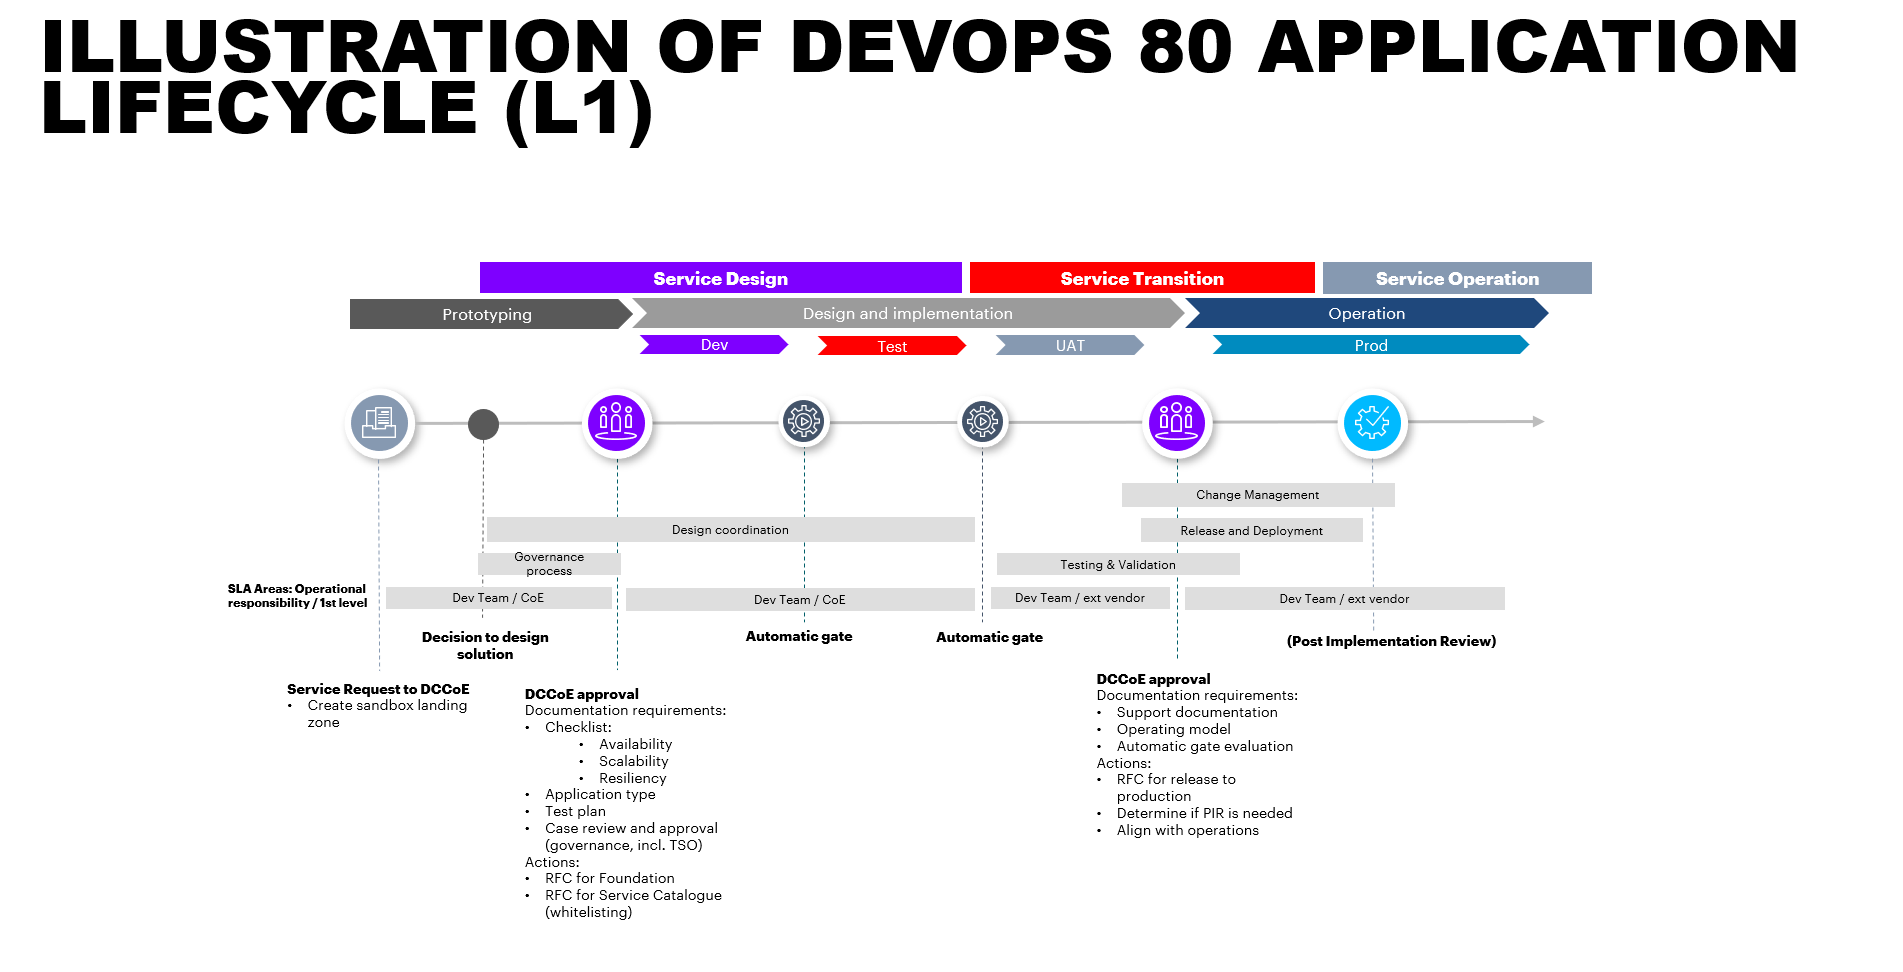 ILLUSTRATION OF DEVOPS 80 APPLICATION
LIFECYCLE (L1)
Service Design
Service Transition
Service Operation
Prototyping
Design and implementation
Operation
Dev
Test
UAT
Prod
Change Management
Design coordination
Release and Deployment
Governance
process
Testing & Validation
SLA Areas: Operational
responsibility / 1st level
Dev Team / CoE
Dev Team / CoE
Dev Team / ext vendor
Dev Team / ext vendor
Decision to design
solution
Automatic gate
Automatic gate
(Post Implementation Review)
Service Request to DCCoE
• Create sandbox landing
zone
DCCoE approval
Documentation requirements:
• Checklist:
• Availability
• Scalability
• Resiliency
• Application type
• Test plan
• Case review and approval
(governance, incl. TSO)
Actions:
• RFC for Foundation
• RFC for Service Catalogue
(whitelisting)
DCCoE approval
Documentation requirements:
• Support documentation
• Operating model
• Automatic gate evaluation
Actions:
• RFC for release to
production
• Determine if PIR is needed
• Align with operations